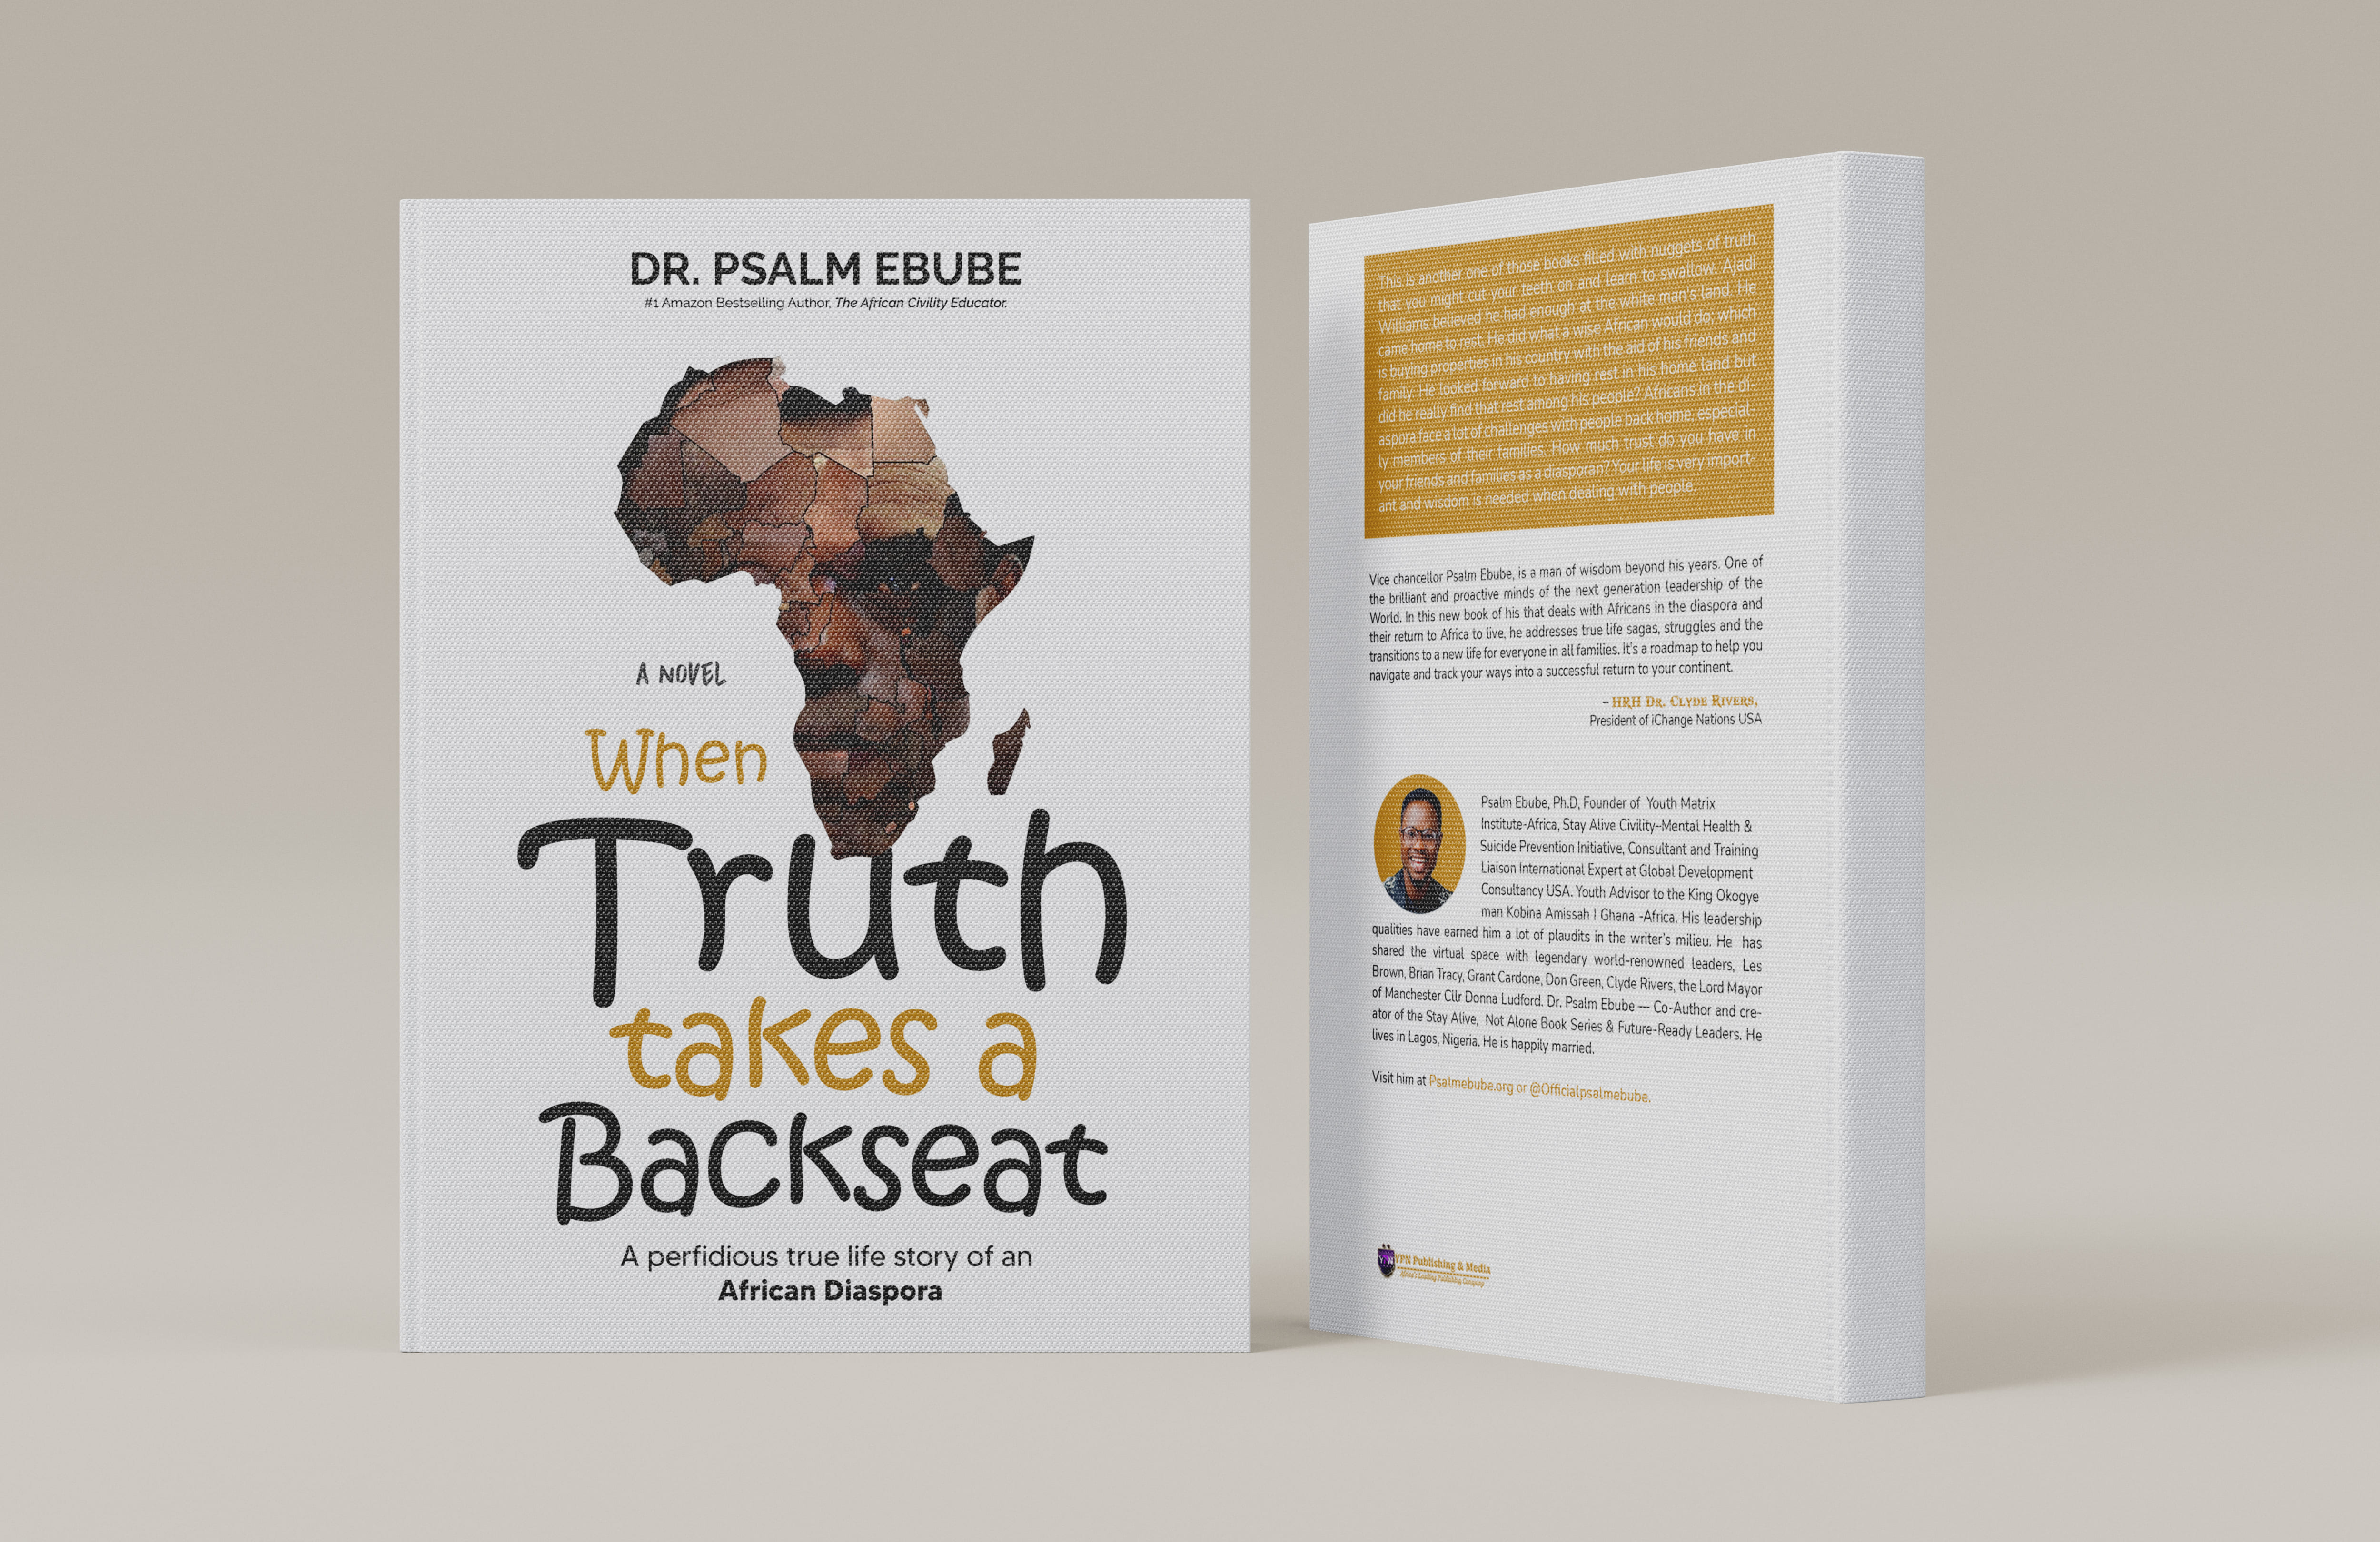 DR. PSALM EBUBE
#1 Amazon Bestselling Author, The African Civility Educator.
A NOVEL
When
Truth
takes a
Backseat
A perfidious true life story of an
African Diaspora
This is another one of those books filled with nuggets of truth
that you might cut your teeth on and learn to swallow. Ajadi
Williams believed he had enough at the white man's land. He
came home to rest. He did what a wise African would do; which
is buying properties in his country with the aid of his friends and
family. He looked forward to having rest in his home land but
did he really find that rest among his people? Africans in the di-
aspora face a lot of challenges with people back home, especial-
ly members of their families. How much trust do you have in
your friends and families as a diasporan? Your life is very import-
ant and wisdom is needed when dealing with people.
Vice chancellor Psalm Ebube, is a man of wisdom beyond his years. One of
the brilliant and proactive minds of the next generation leadership of the
World. In this new book of his that deals with Africans in the diaspora and
their return to Africa to live, he addresses true life sagas, struggles and the
transitions to a new life for everyone in all families. It's a roadmap to help you
navigate and track your ways into a successful return to your continent.
– HRH Dr. Clyde Rivers,
President of iChange Nations USA
Psalm Ebube, Ph.D, Founder of Youth Matrix
Institute-Africa, Stay Alive Civility-Mental Health &
Suicide Prevention Initiative, Consultant and Training
Liaison International Expert at Global Development
Consultancy USA. Youth Advisor to the King Okogye
man Kobina Amissah I Ghana -Africa. His leadership
qualities have earned him a lot of plaudits in the writer's milieu. He has
shared the virtual space with legendary world-renowned leaders, Les
Brown, Brian Tracy, Grant Cardone, Don Green, Clyde Rivers, the Lord Mayor
of Manchester Cllr Donna Ludford. Dr. Psalm Ebube — Co-Author and cre-
ator of the Stay Alive, Not Alone Book Series & Future-Ready Leaders. He
lives in Lagos, Nigeria. He is happily married.
Visit him at Psalmebube.org or @Officialpsalmebube.
YPN Publishing & Media
Africa's Leading Publishing Company